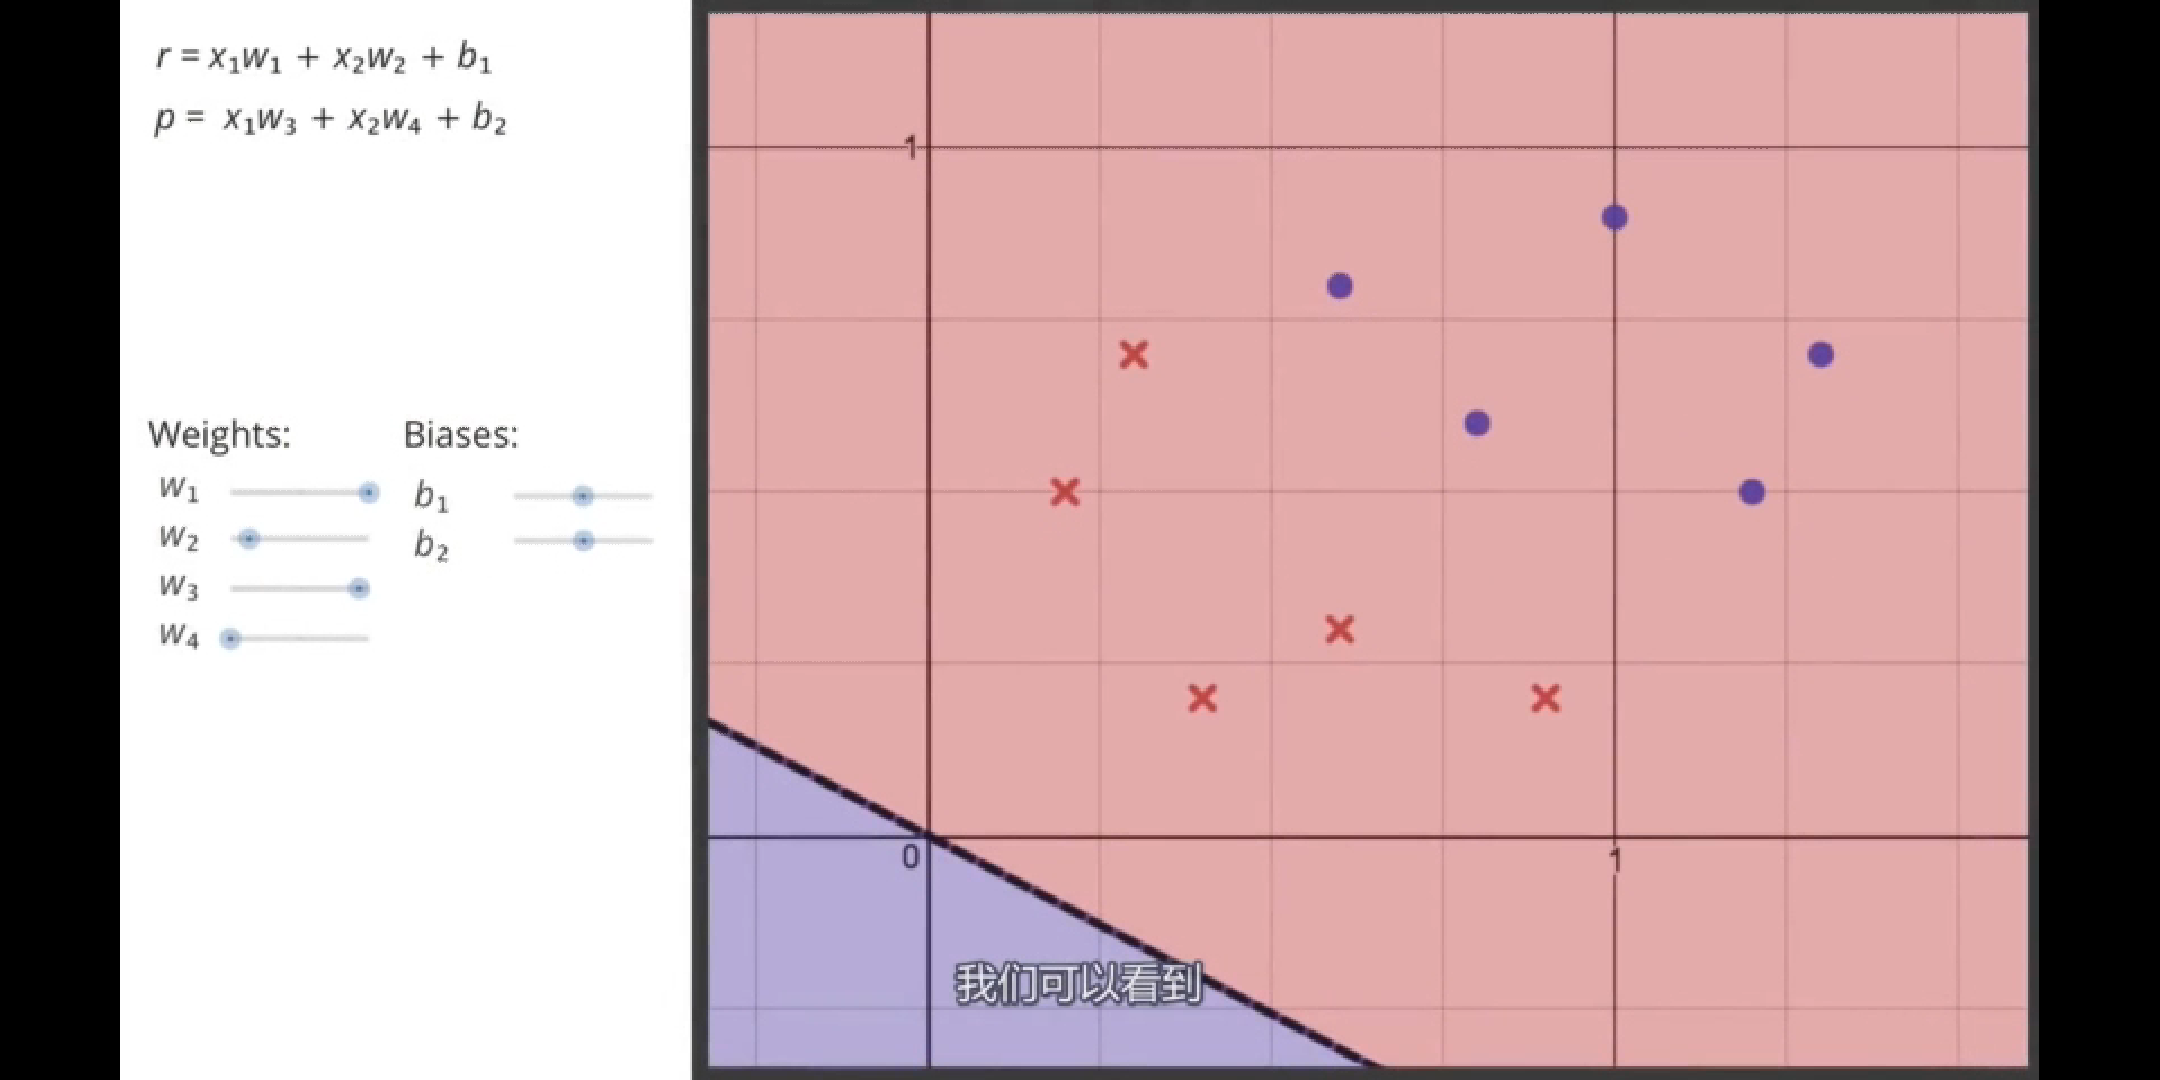 r = x₁w₁ + x₂w₂ + b₁
p = x₁w₃ + x₂w₄ + b₂
Weights:
Biases:
w₁
b₁
w₂
b₂
w₃
w₄
1
0
1
我们可以看到